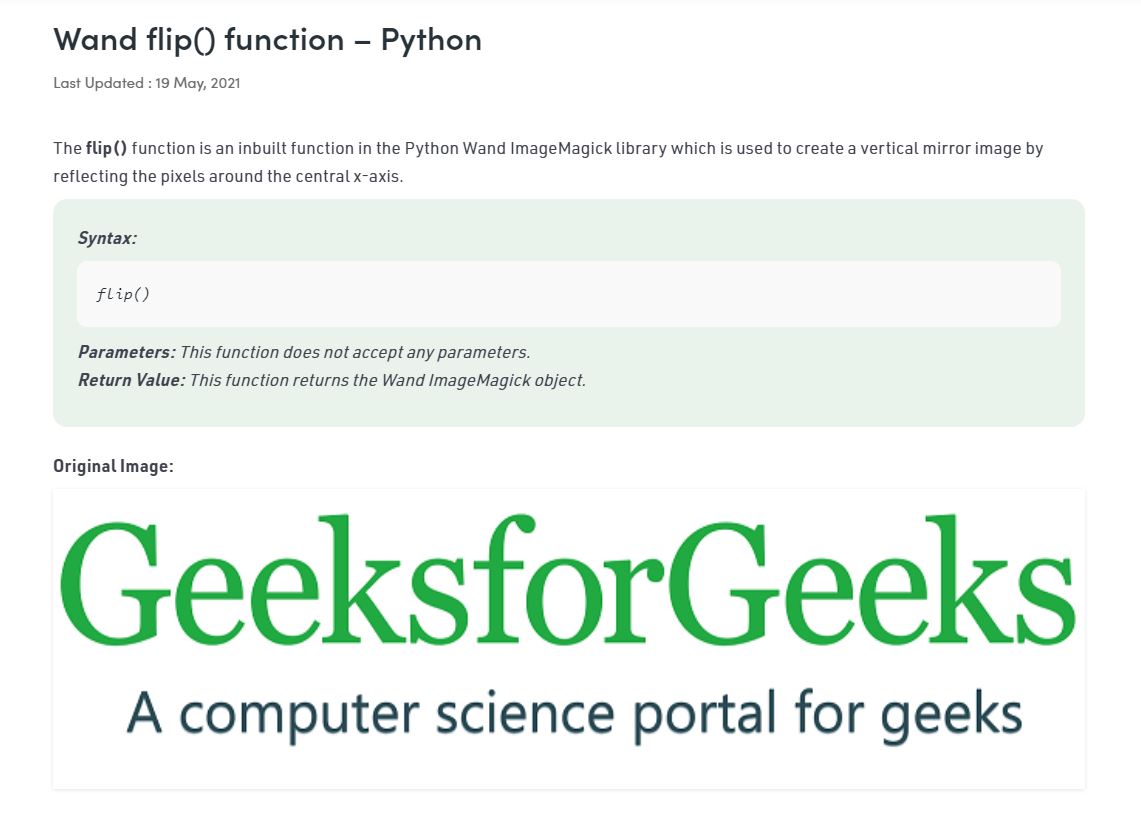 Wand flip() function – Python
Last Updated : 19 May, 2021
The flip() function is an inbuilt function in the Python Wand ImageMagick library which is used to create a vertical mirror image by
reflecting the pixels around the central x-axis.
Syntax:
flip()
Parameters: This function does not accept any parameters.
Return Value: This function returns the Wand ImageMagick object.
Original Image:
GeeksforGeeks
A computer science portal for geeks